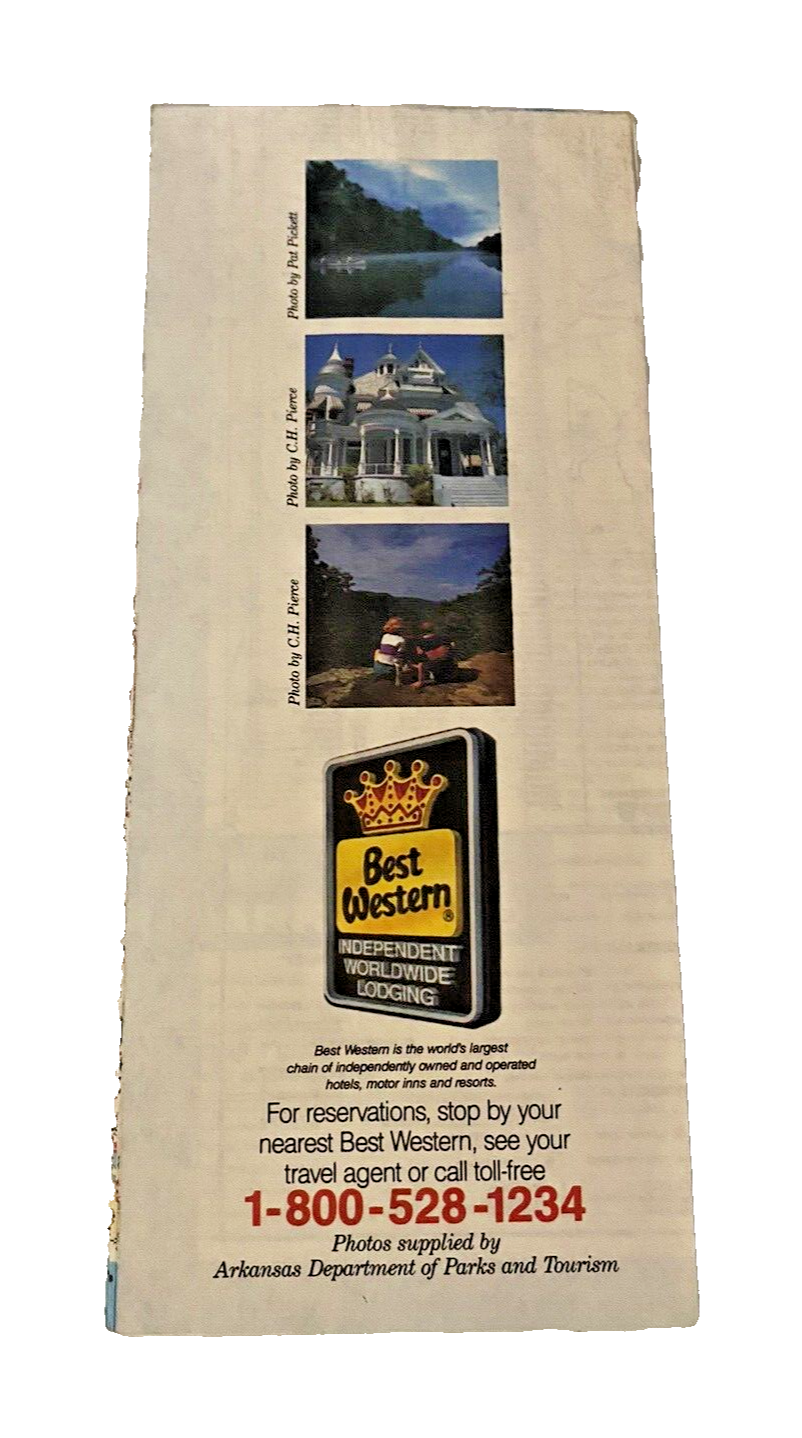 Photo by Pat Pickett
Photo by C.H. Pierce
Photo by C.H. Pierce
Best
Western®
INDEPENDENT
WORLDWIDE
LODGING
Best Western is the world's largest
chain of independently owned and operated
hotels, motor inns and resorts.
For reservations, stop by your
nearest Best Western, see your
travel agent or call toll-free
1-800-528-1234
Photos supplied by
Arkansas Department of Parks and Tourism